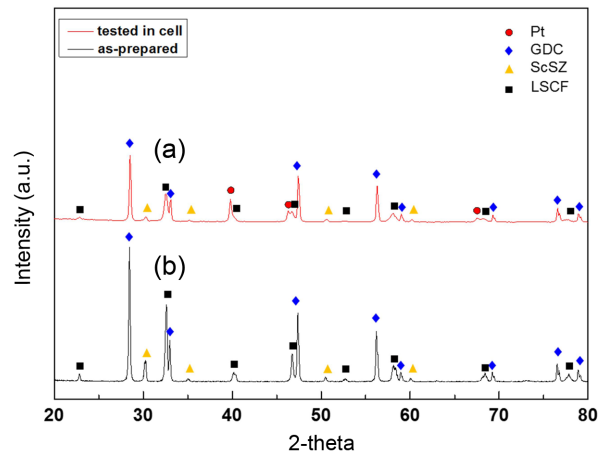 tested in cell
as-prepared
Pt
GDC
ScSZ
LSCF
(a)
(b)
Intensity (a.u.)
20 30 40 50 60 70 80
2-theta